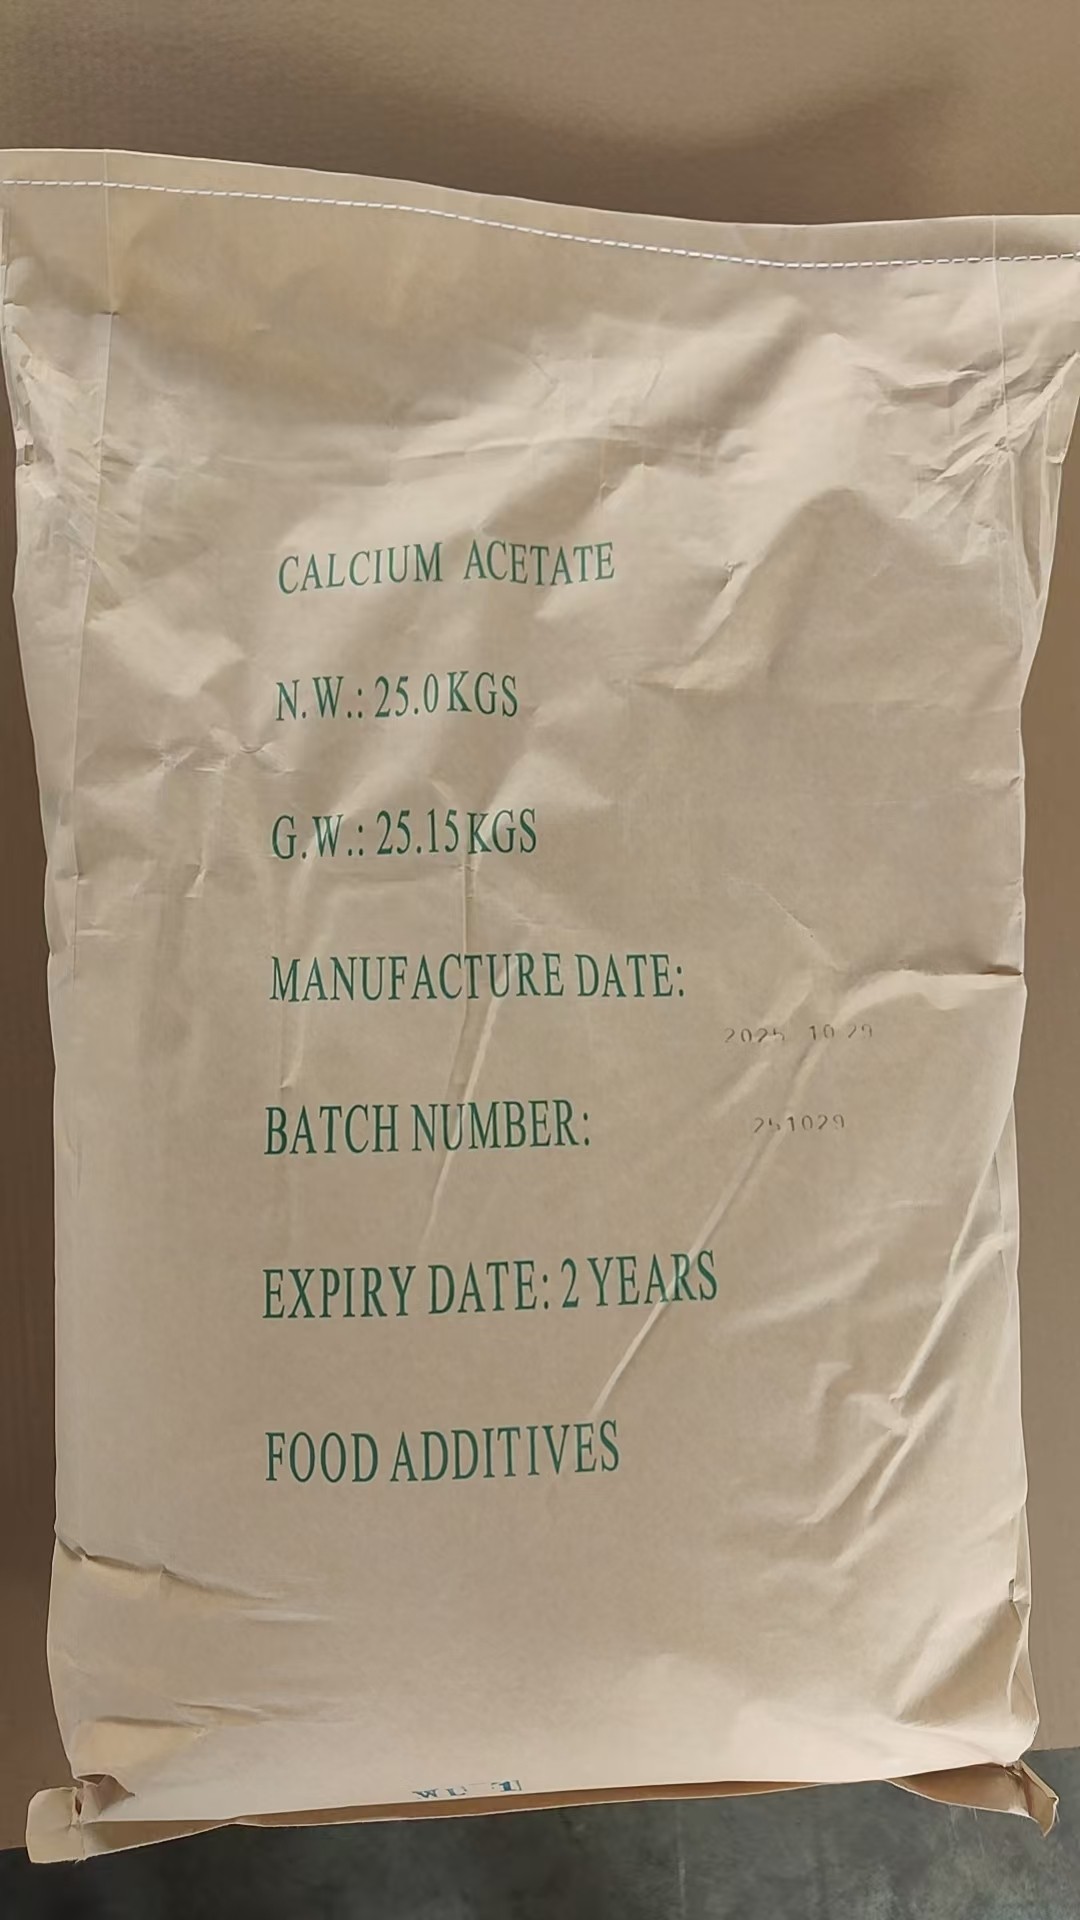 CALCIUM ACETATE
N.W.: 25.0 KGS
G.W.: 25.15 KGS
MANUFACTURE DATE:
2025 10 29
BATCH NUMBER:
251029
EXPIRY DATE: 2 YEARS
FOOD ADDITIVES